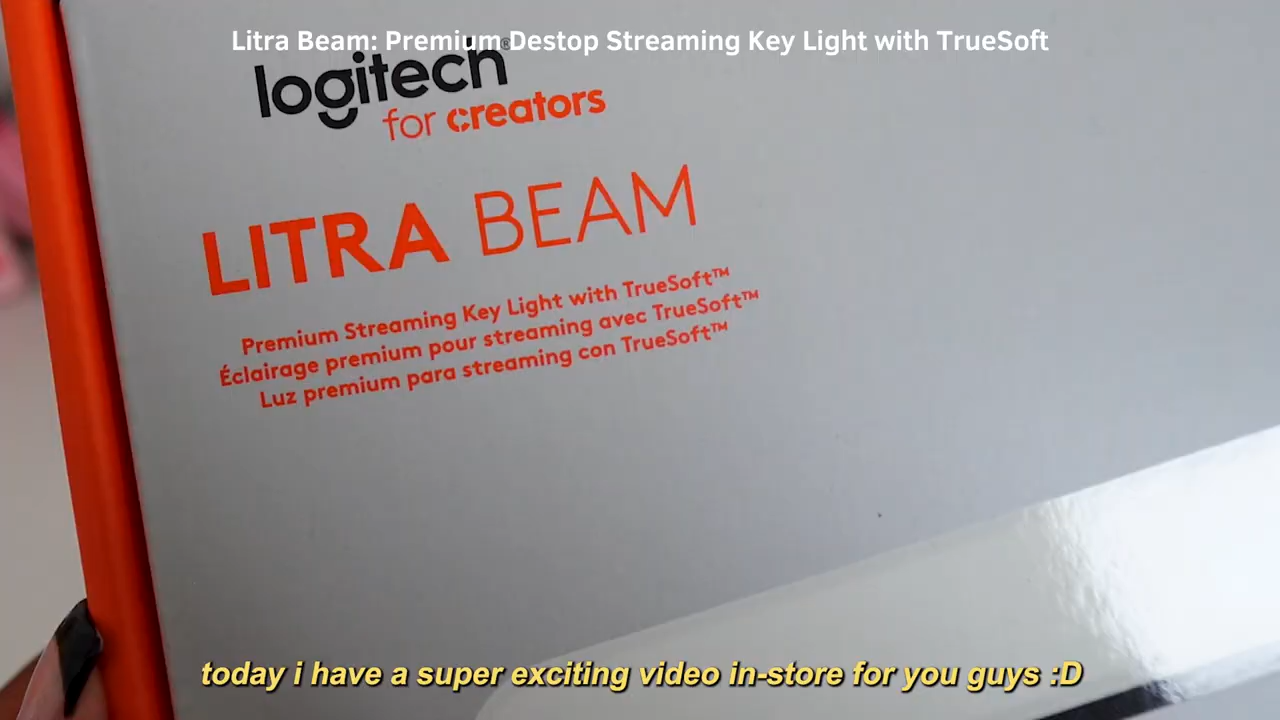 Litra Beam: Premium Destop Streaming Key Light with TrueSoft
logitech®
for creators
LITRA BEAM
Premium Streaming Key Light with TrueSoft™
Éclairage premium pour streaming avec TrueSoft™
Luz premium para streaming con TrueSoft™
today i have a super exciting video in-store for you guys :D